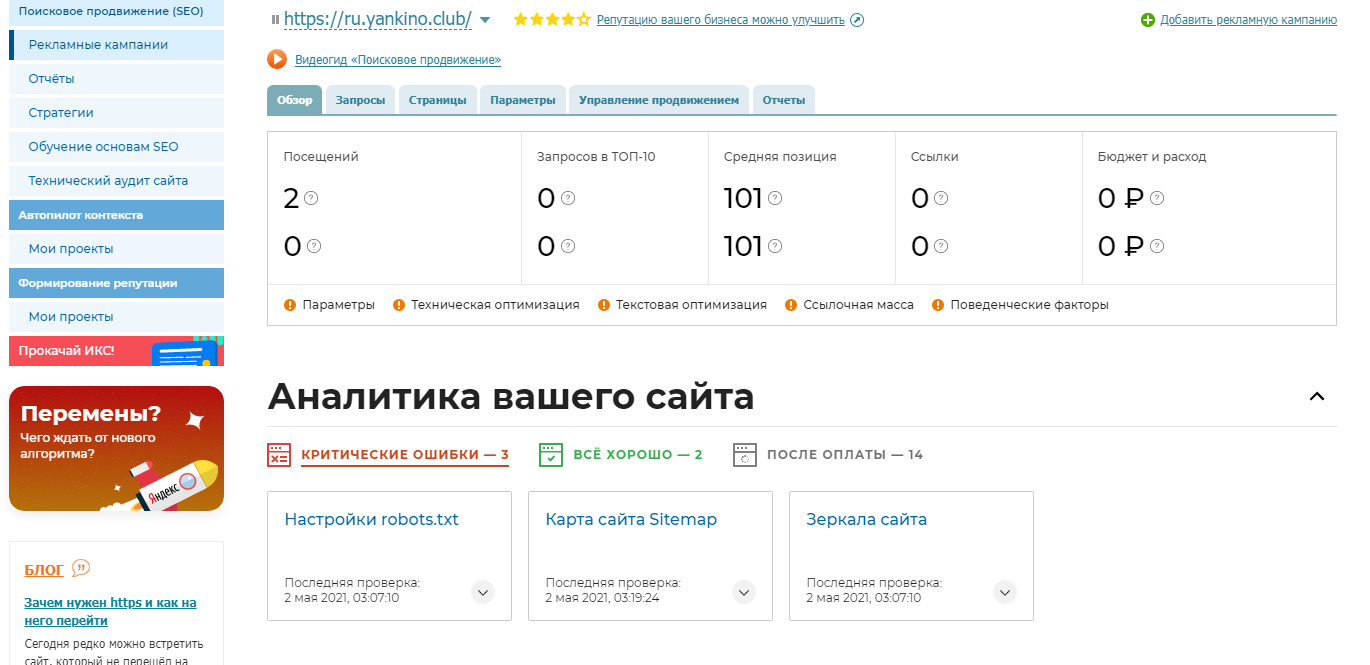 Поисковое продвижение (SEO)
Рекламные кампании
Отчёты
Стратегии
Обучение основам SEO
Технический аудит сайта
Автопилот контекста
Мои проекты
Формирование репутации
Мои проекты
Прокачай ИКС!
Перемены?
Чего ждать от нового
алгоритма?
Яндекс
БЛОГ
Зачем нужен https и как на
него перейти
Сегодня редко можно встретить
сайт, который не перешёл на
https://ru.yankino.club/
Репутацию вашего бизнеса можно улучшить
Добавить рекламную кампанию
Видеогид «Поисковое продвижение»
Обзор Запросы Страницы Параметры Управление продвижением Отчеты
Посещений Запросов в ТОП-10 Средняя позиция Ссылки Бюджет и расход
2 ? 0 ? 101 ? 0 ? 0 ₽ ?
0 ? 0 ? 101 ? 0 ? 0 ₽ ?
! Параметры ! Техническая оптимизация ! Текстовая оптимизация ! Ссылочная масса ! Поведенческие факторы
Аналитика вашего сайта
КРИТИЧЕСКИЕ ОШИБКИ — 3 ВСЁ ХОРОШО — 2 ПОСЛЕ ОПЛАТЫ — 14
Настройки robots.txt
Последняя проверка:
2 мая 2021, 03:07:10
Карта сайта Sitemap
Последняя проверка:
2 мая 2021, 03:19:24
Зеркала сайта
Последняя проверка:
2 мая 2021, 03:07:10